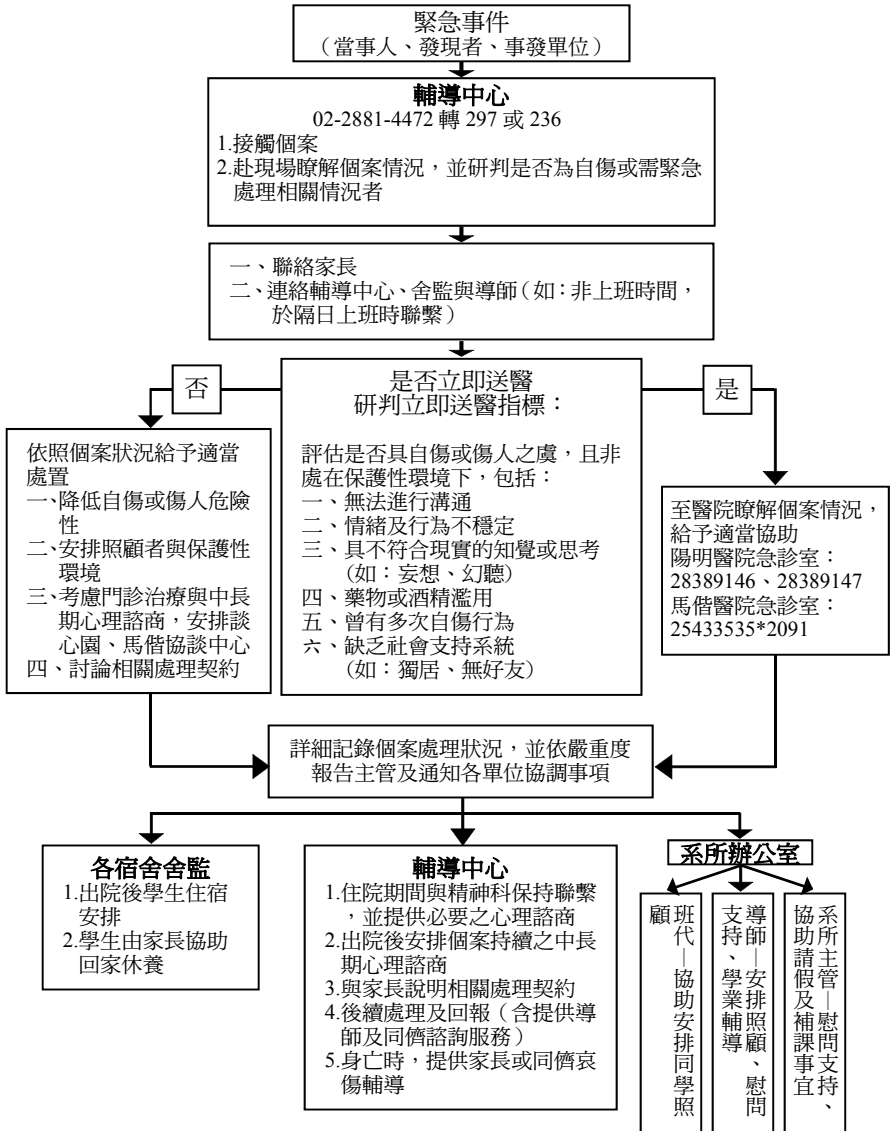 緊急事件
（當事人、發現者、事發單位）
輔導中心
02-2881-4472 轉 297 或 236
1.接觸個案
2.赴現場瞭解個案情況，並研判是否為自傷或需緊急
處理相關情況者
一、聯絡家長
二、連絡輔導中心、舍監與導師（如：非上班時間，
於隔日上班時聯繫）
否
是否立即送醫
研判立即送醫指標：
評估是否具自傷或傷人之虞，且非
處在保護性環境下，包括：
一、無法進行溝通
二、情緒及行為不穩定
三、具不符合現實的知覺或思考
（如：妄想、幻聽）
四、藥物或酒精濫用
五、曾有多次自傷行為
六、缺乏社會支持系統
（如：獨居、無好友）
是
依照個案狀況給予適當
處置
一、降低自傷或傷人危險
性
二、安排照顧者與保護性
環境
三、考慮門診治療與中長
期心理諮商，安排談
心園、馬偕協談中心
四、討論相關處理契約
至醫院瞭解個案情況，
給予適當協助
陽明醫院急診室：
28389146、28389147
馬偕醫院急診室：
25433535*2091
詳細記錄個案處理狀況，並依嚴重度
報告主管及通知各單位協調事項
各宿舍舍監
1.出院後學生住宿
安排
2.學生由家長協助
回家休養
輔導中心
1.住院期間與精神科保持聯繫
，並提供必要之心理諮商
2.出院後安排個案持續之中長
期心理諮商
3.與家長說明相關處理契約
4.後續處理及回報（含提供導
師及同儕諮詢服務）
5.身亡時，提供家長或同儕哀
傷輔導
系所辦公室
系所主管—慰問支持、
協助請假及補課事宜
導師—安排照顧、慰問
支持、學業輔導
班代—協助安排同學照
顧